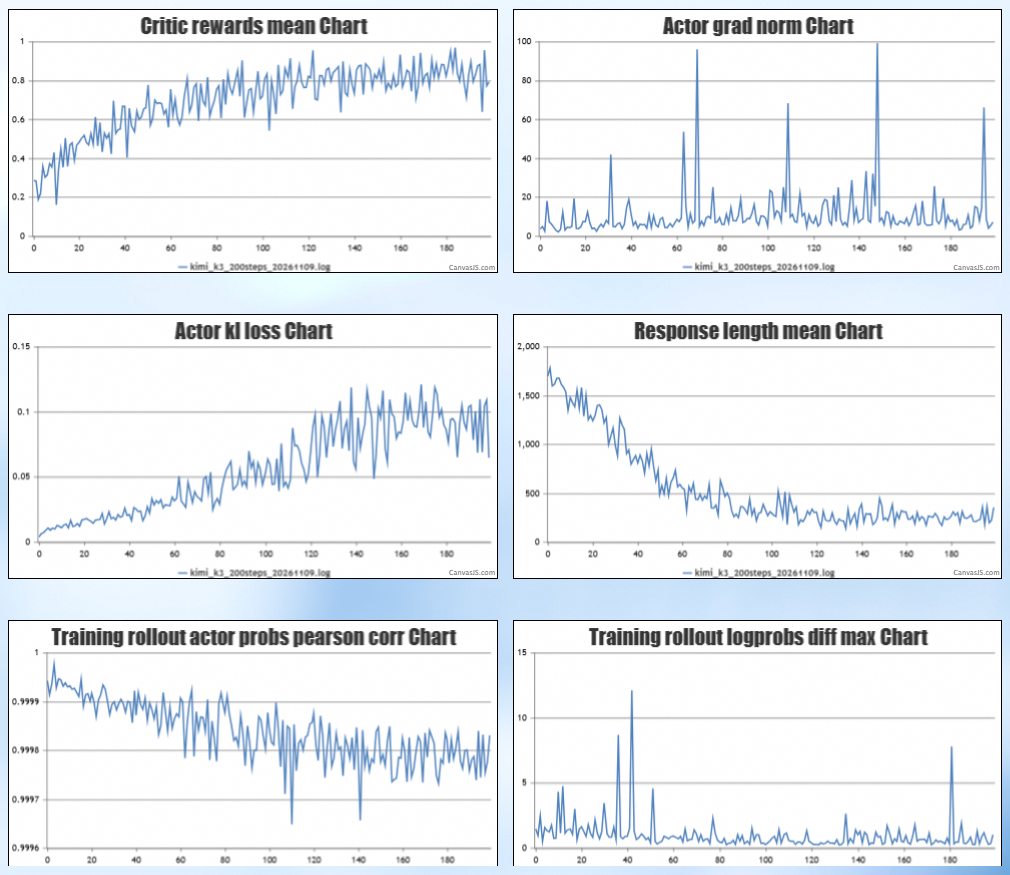 Critic rewards mean Chart
1
0.8
0.6
0.4
0.2
0
0 20 40 60 80 100 120 140 160 180
kimi_k3_200steps_20261109.log
CanvasJS.com
Actor grad norm Chart
100
80
60
40
20
0
0 20 40 60 80 100 120 140 160 180
kimi_k3_200steps_20261109.log
CanvasJS.com
Actor kl loss Chart
0.15
0.1
0.05
0
0 20 40 60 80 100 120 140 160 180
kimi_k3_200steps_20261109.log
CanvasJS.com
Response length mean Chart
2,000
1,500
1,000
500
0
0 20 40 60 80 100 120 140 160 180
kimi_k3_200steps_20261109.log
CanvasJS.com
Training rollout actor probs pearson corr Chart
1
0.9999
0.9998
0.9997
0.9996
0 20 40 60 80 100 120 140 160 180
Training rollout logprobs diff max Chart
15
10
5
0
0 20 40 60 80 100 120 140 160 180